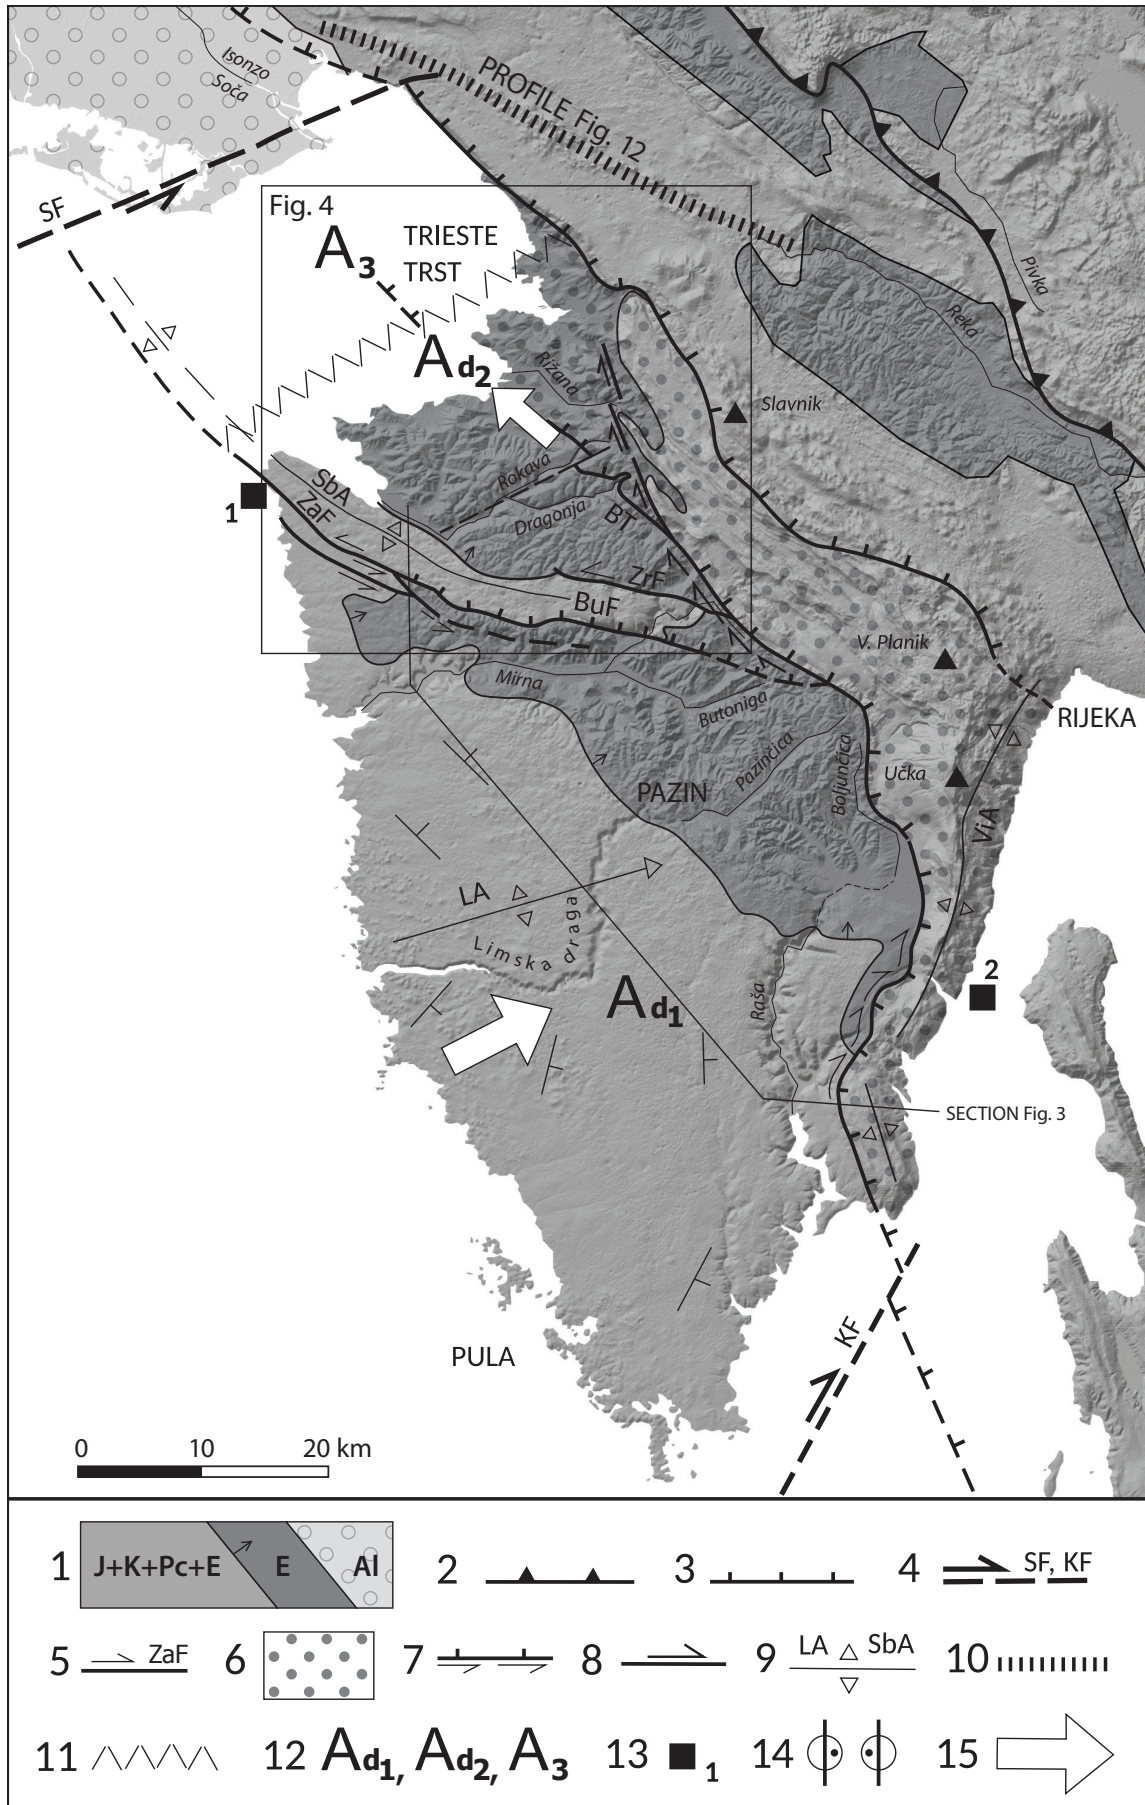 Isonzo
Soča
PROFILE Fig. 12
SF
Fig. 4
A3
TRIESTE
TRST
Pivka
Reka
Ad2
Rižana
Slavnik
Rokava
SbA
ZaF
1
Dragonja
BT
ZrF
BuF
V. Planik
Mirna
Butoniga
RIJEKA
Pazinčica
Boljunčica
Učka
PAZIN
ViA
LA
Limska draga
2
Ad1
Raša
SECTION Fig. 3
KF
PULA
0 10 20 km
1 J+K+Pc+E E Al 2 3 4 SF, KF
5 ZaF 6 7 8 9 LA SbA 10
11 12 Ad1, Ad2, A3 13 1 14 15